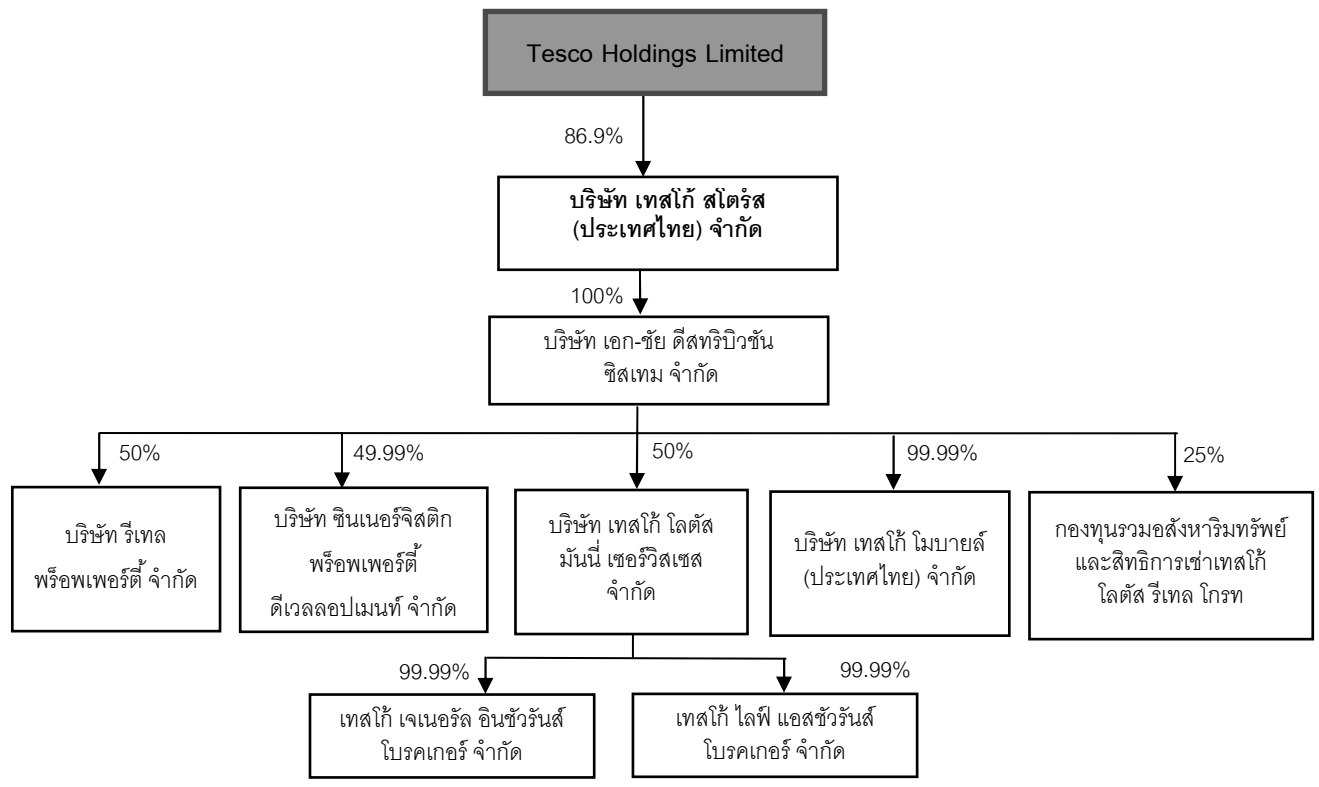 Tesco Holdings Limited
86.9%
บริษัท เทสโก้ สโตร์ส
(ประเทศไทย) จำกัด
100%
บริษัท เอก-ชัย ดีสทริบิวชัน
ซิสเทม จำกัด
50%
49.99%
50%
99.99%
25%
บริษัท รีเทล
พร็อพเพอร์ตี้ จำกัด
บริษัท ซินเนอร์จิสติก
พร็อพเพอร์ตี้
ดีเวลลอปเมนท์ จำกัด
บริษัท เทสโก้ โลตัส
มันนี่ เซอร์วิสเซส
จำกัด
บริษัท เทสโก้ โมบายล์
(ประเทศไทย) จำกัด
กองทุนรวมอสังหาริมทรัพย์
และสิทธิการเช่าเทสโก้
โลตัส รีเทล โกรท
99.99%
99.99%
เทสโก้ เจเนอรัล อินชัวรันส์
โบรคเกอร์ จำกัด
เทสโก้ ไลฟ์ แอสชัวรันส์
โบรคเกอร์ จำกัด